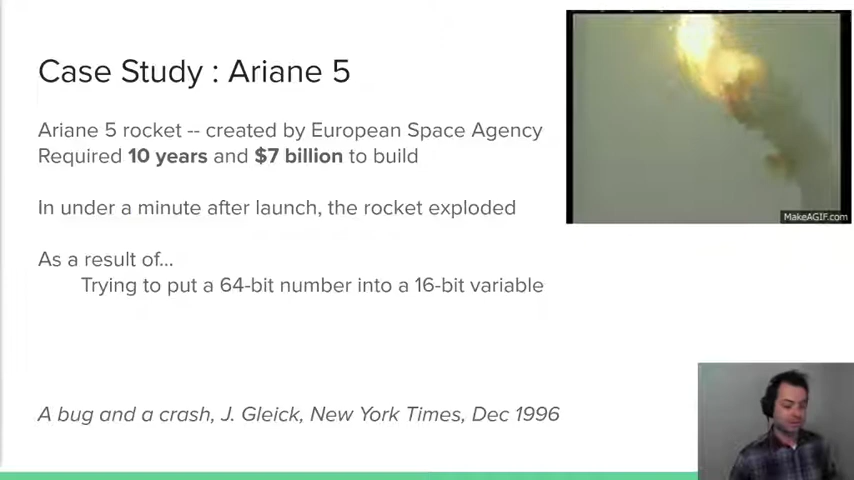 Case Study : Ariane 5
Ariane 5 rocket -- created by European Space Agency
Required 10 years and $7 billion to build
In under a minute after launch, the rocket exploded
As a result of...
Trying to put a 64-bit number into a 16-bit variable
A bug and a crash, J. Gleick, New York Times, Dec 1996
MakeAGIF.com